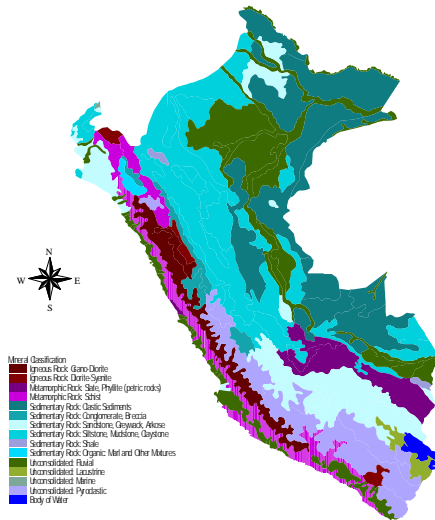 N
W E
S
Mineral Classification
Igneous Rock: Grano-Diorite
Igneous Rock: Diorite-Syenite
Metamorphic Rock: Slate, Phyllite (petric rocks)
Metamorphic Rock: Schist
Sedimentary Rock: Clastic Sediments
Sedimentary Rock: Conglomerate, Breccia
Sedimentary Rock: Sandstone, Greywack, Arkose
Sedimentary Rock: Siltstone, Mudstone, Claystone
Sedimentary Rock: Shale
Sedimentary Rock: Organic Marl and Other Mixtures
Unconsolidated: Fluvial
Unconsolidated: Lacustrine
Unconsolidated: Marine
Unconsolidated: Pyroclastic
Body of Water